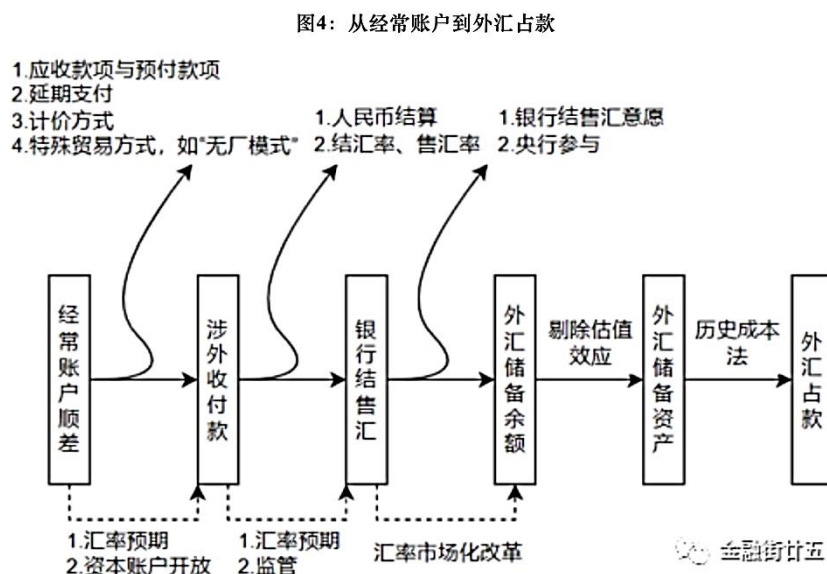 图4：从经常账户到外汇占款
1.应收款项与预付款项
2.延期支付
3.计价方式
4.特殊贸易方式，如“无厂模式”
1.人民币结算
2.结汇率、售汇率
1.银行结售汇意愿
2.央行参与
经常账户顺差
涉外收付款
银行结售汇
外汇储备余额
剔除估值
效应
外汇储备资产
历史成本
法
外汇占款
1.汇率预期
2.资本账户开放
1.汇率预期
2.监管
汇率市场化改革
金融街廿五